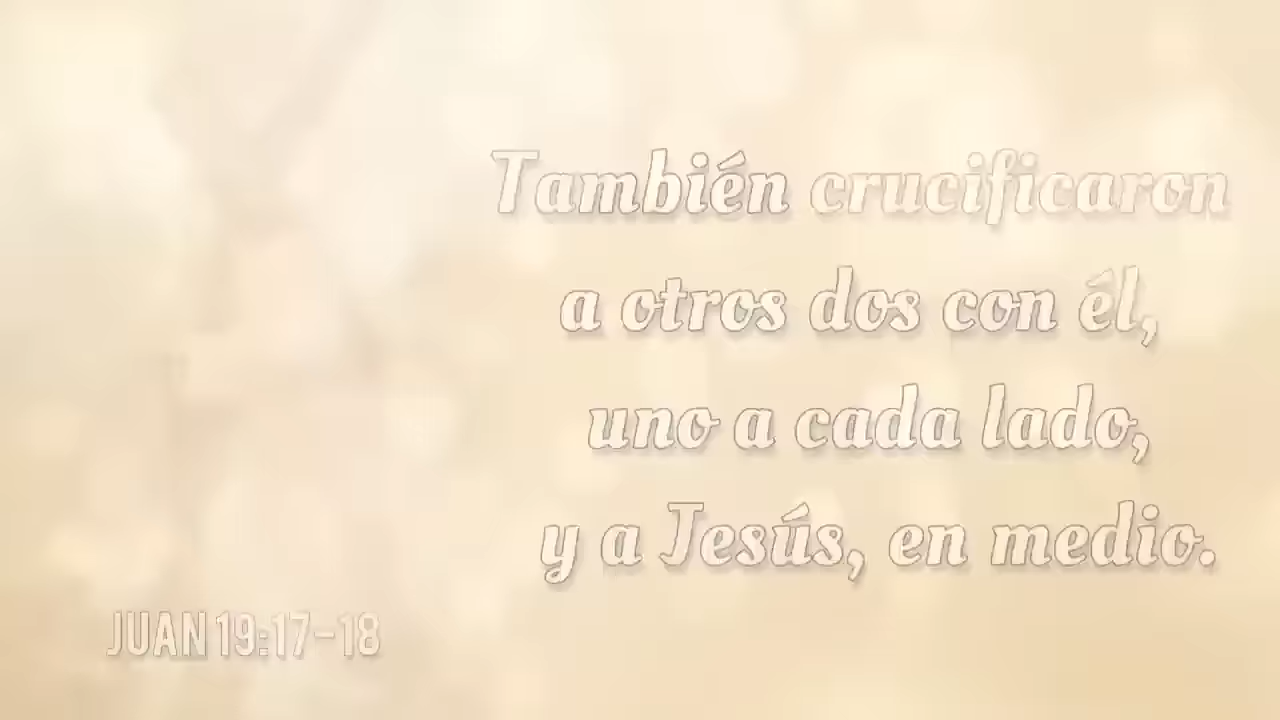 También crucificaron
a otros dos con él,
uno a cada lado,
y a Jesús, en medio.
JUAN 19:17-18